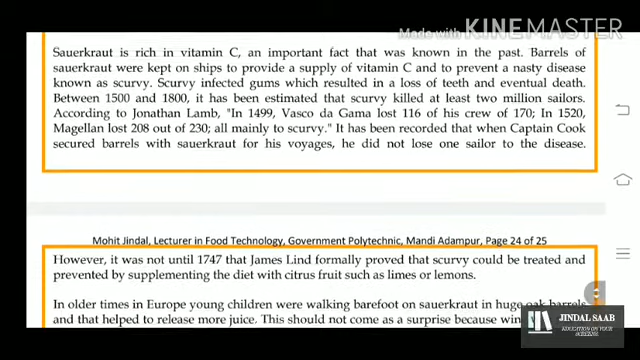 Made with KINEMASTER
Sauerkraut is rich in vitamin C, an important fact that was known in the past. Barrels of
sauerkraut were kept on ships to provide a supply of vitamin C and to prevent a nasty disease
known as scurvy. Scurvy infected gums which resulted in a loss of teeth and eventual death.
Between 1500 and 1800, it has been estimated that scurvy killed at least two million sailors.
According to Jonathan Lamb, "In 1499, Vasco da Gama lost 116 of his crew of 170; In 1520,
Magellan lost 208 out of 230; all mainly to scurvy." It has been recorded that when Captain Cook
secured barrels with sauerkraut for his voyages, he did not lose one sailor to the disease.
Mohit Jindal, Lecturer in Food Technology, Government Polytechnic, Mandi Adampur, Page 24 of 25
However, it was not until 1747 that James Lind formally proved that scurvy could be treated and
prevented by supplementing the diet with citrus fruit such as limes or lemons.
In older times in Europe young children were walking barefoot on sauerkraut in huge oak barrels
and that helped to release more juice. This should not come as a surprise because
JINDAL SAAB
EDUCATION ON YOUR